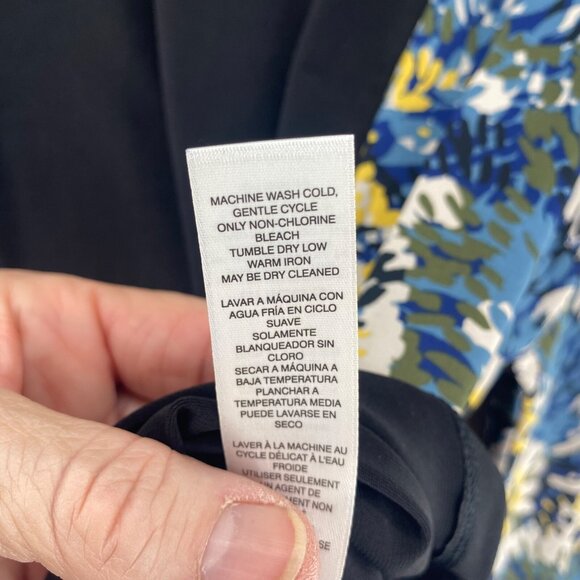 MACHINE WASH COLD,
GENTLE CYCLE
ONLY NON-CHLORINE
BLEACH
TUMBLE DRY LOW
WARM IRON
MAY BE DRY CLEANED
LAVAR A MÁQUINA CON
AGUA FRÍA EN CICLO
SUAVE
SOLAMENTE
BLANQUEADOR SIN
CLORO
SECAR A MÁQUINA A
BAJA TEMPERATURA
PLANCHAR A
TEMPERATURA MEDIA
PUEDE LAVARSE EN
SECO
LAVER À LA MACHINE AU
CYCLE DÉLICAT À L'EAU
FROIDE
UTILISER SEULEMENT
UN AGENT DE
NON
SE